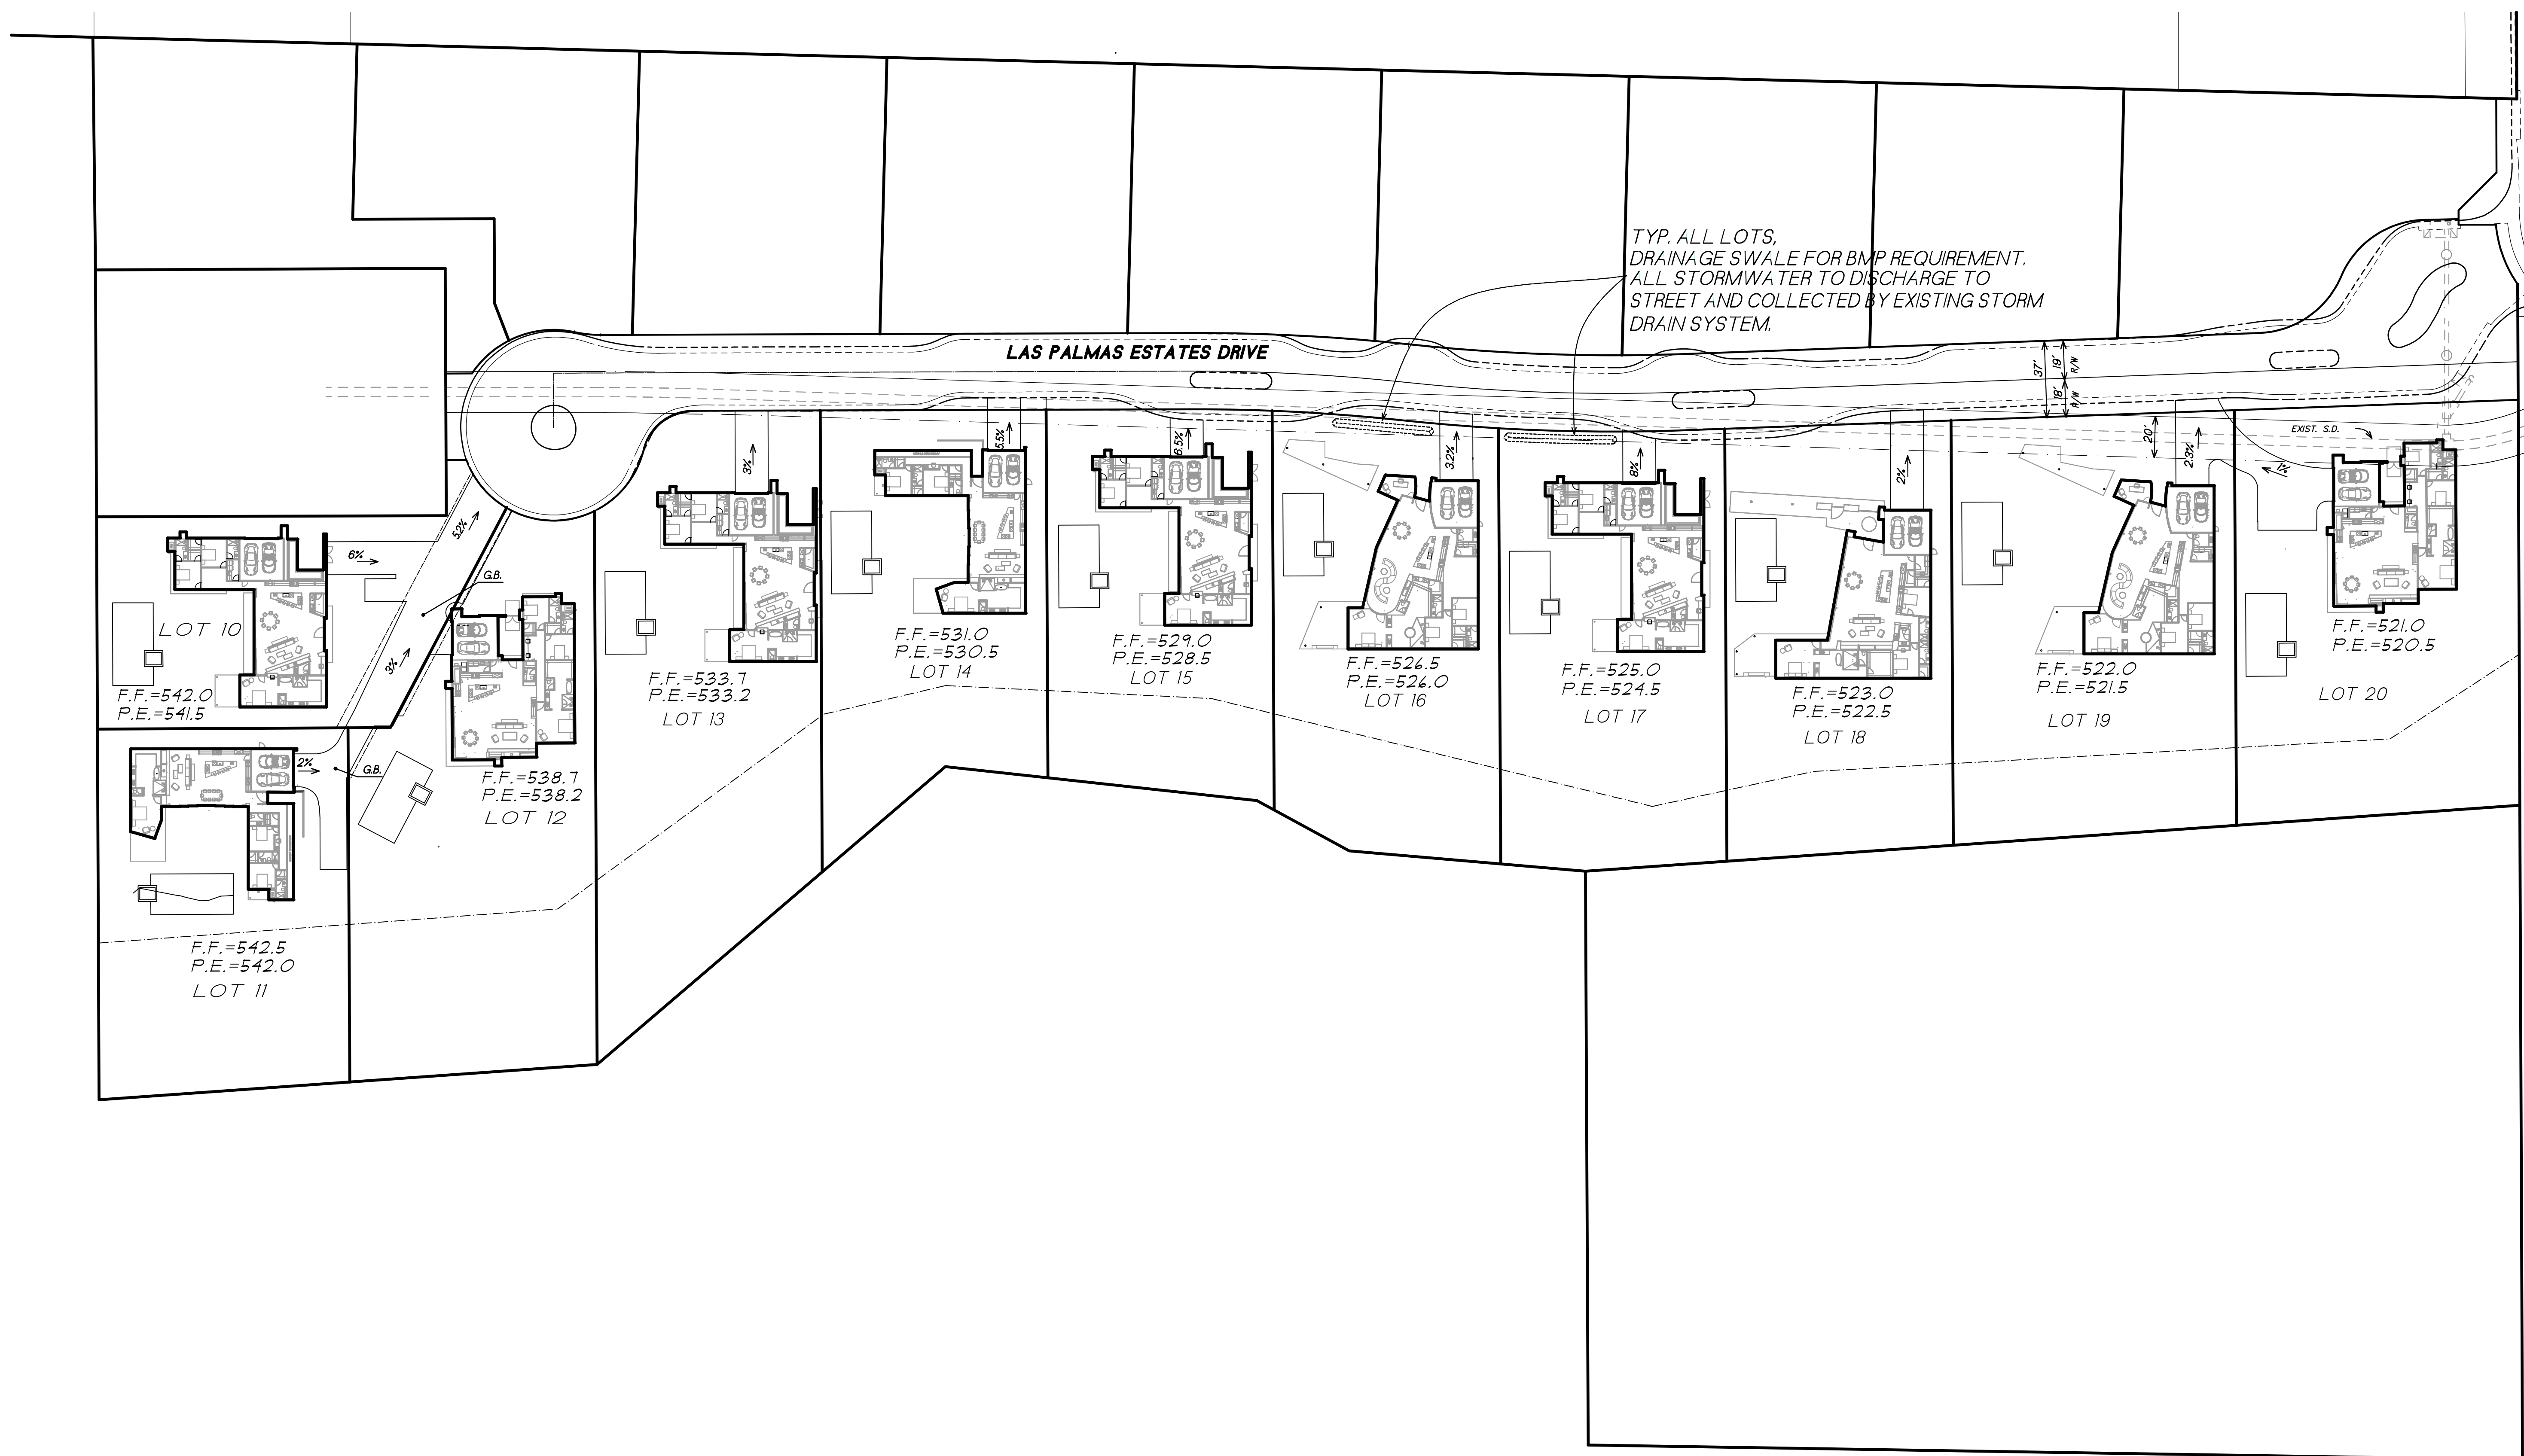 TYP. ALL LOTS,
DRAINAGE SWALE FOR BMP REQUIREMENT.
ALL STORMWATER TO DISCHARGE TO
STREET AND COLLECTED BY EXISTING STORM
DRAIN SYSTEM.
LAS PALMAS ESTATES DRIVE
37'
19'
R/W
18'
R/W
20'
EXIST. S.D.
5.2%
6%
G.B.
3%
LOT 10
F.F.=542.0
P.E.=541.5
2%
G.B.
F.F.=542.5
P.E.=542.0
LOT 11
F.F.=538.7
P.E.=538.2
LOT 12
3%
F.F.=533.7
P.E.=533.2
LOT 13
5.5%
F.F.=531.0
P.E.=530.5
LOT 14
6.5%
F.F.=529.0
P.E.=528.5
LOT 15
3.2%
F.F.=526.5
P.E.=526.0
LOT 16
8%
F.F.=525.0
P.E.=524.5
LOT 17
2%
F.F.=523.0
P.E.=522.5
LOT 18
2.3%
F.F.=522.0
P.E.=521.5
LOT 19
1%
F.F.=521.0
P.E.=520.5
LOT 20